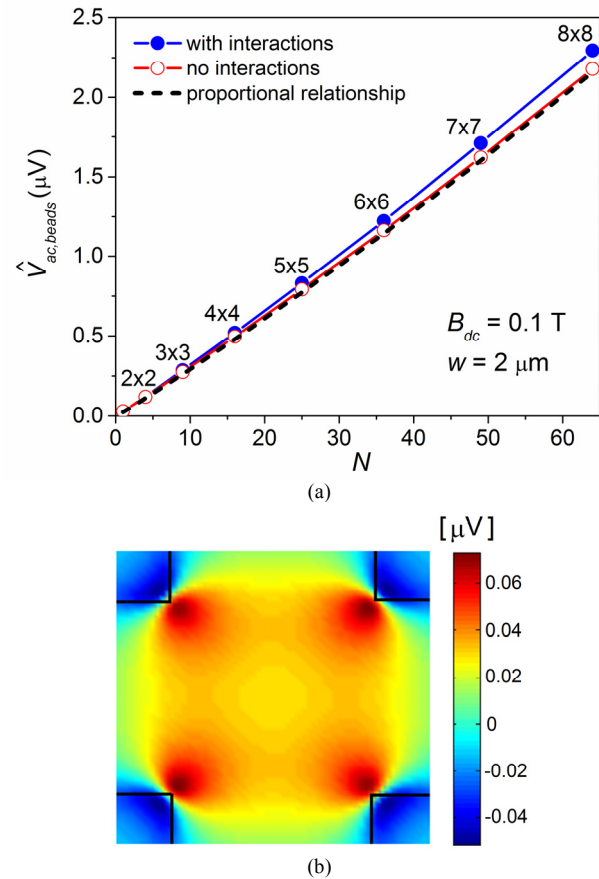 (a)
with interactions
no interactions
proportional relationship
2.5
2.0
1.5
1.0
0.5
0.0
V̂ac,beads (μV)
2x2
3x3
4x4
5x5
6x6
7x7
8x8
Bdc = 0.1 T
w = 2 μm
0 10 20 30 40 50 60
N
(a)
[μV]
0.06
0.04
0.02
0
-0.02
-0.04
(b)